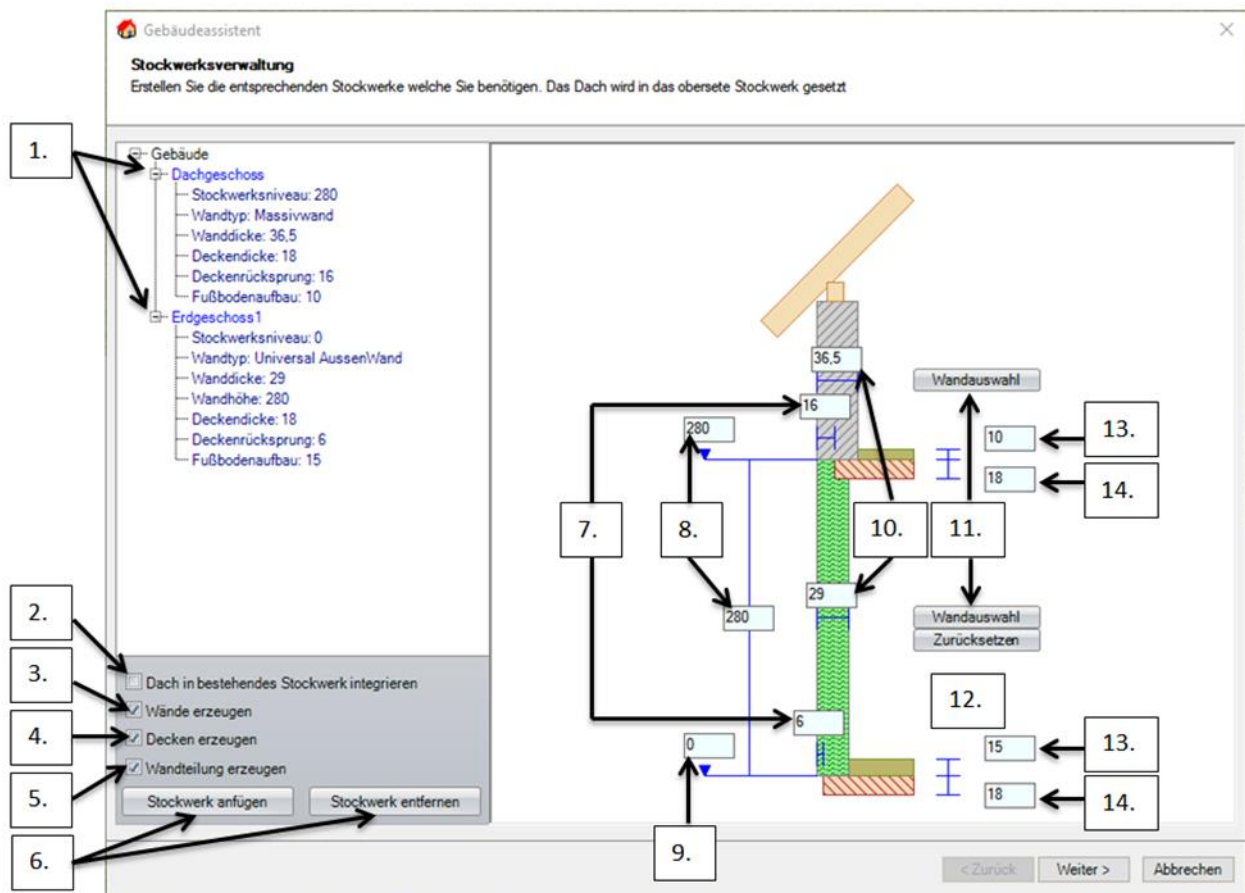 Gebäudeassistent
Stockwerksverwaltung
Erstellen Sie die entsprechenden Stockwerke welche Sie benötigen. Das Dach wird in das obersete Stockwerk gesetzt
1.
Gebäude
Dachgeschoss
Stockwerksniveau: 280
Wandtyp: Massivwand
Wanddicke: 36,5
Deckendicke: 18
Deckenrücksprung: 16
Fußbodenaufbau: 10
Erdgeschoss1
Stockwerksniveau: 0
Wandtyp: Universal AussenWand
Wanddicke: 29
Wandhöhe: 280
Deckendicke: 18
Deckenrücksprung: 6
Fußbodenaufbau: 15
2.
Dach in bestehendes Stockwerk integrieren
3.
Wände erzeugen
4.
Decken erzeugen
5.
Wandteilung erzeugen
6.
Stockwerk anfügen
Stockwerk entfernen
36,5
Wandauswahl
16
280
10
13.
18
14.
7.
8.
10.
11.
29
280
Wandauswahl
Zurücksetzen
12.
6
0
15
13.
18
14.
9.
< Zurück
Weiter >
Abbrechen